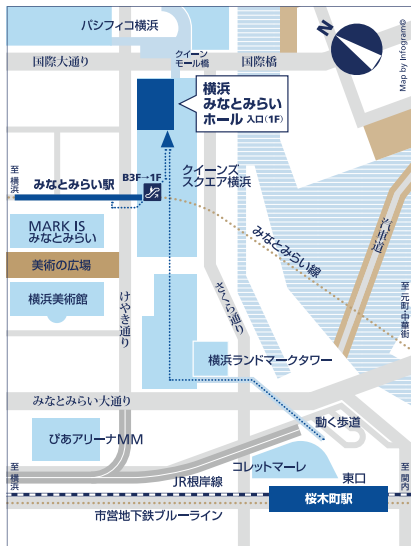 パシフィコ横浜
クイーン
モール橋
国際大通り
国際橋
N
Map by Infogram©
横浜
みなとみらい
ホール 入口(1F)
至 横浜
みなとみらい駅
B3F→1F
クイーンズ
スクエア横浜
MARK IS
みなとみらい
美術の広場
横浜美術館
けやき通り
さくら通り
みなとみらい線
汽車道
至 元町・中華街
横浜ランドマークタワー
みなとみらい大通り
ぴあアリーナMM
動く歩道
コレットマーレ
東口
至 横浜
JR根岸線
桜木町駅
至 関内
市営地下鉄ブルーライン